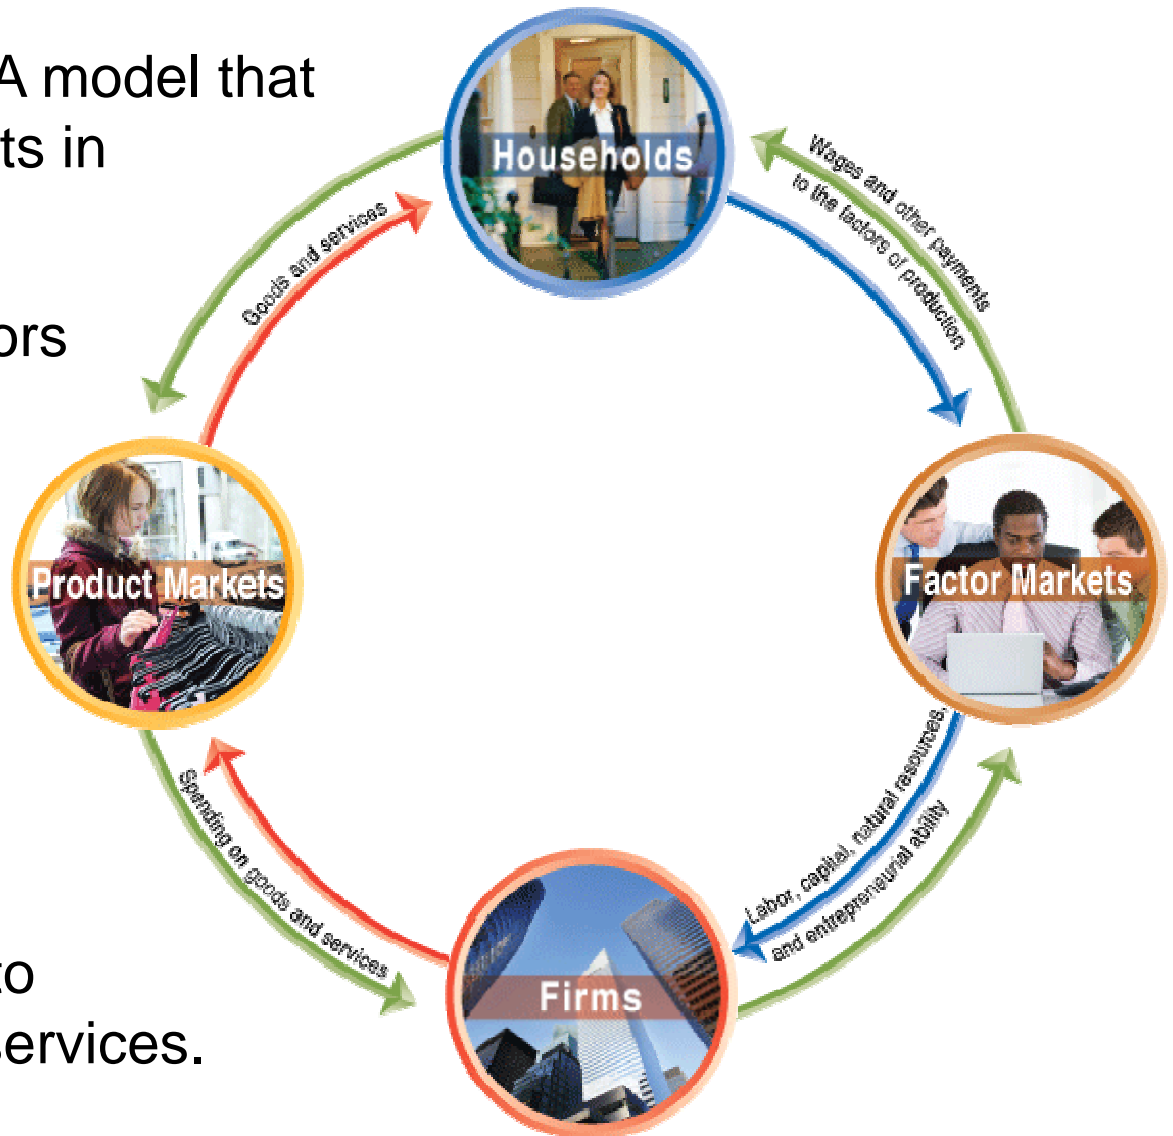 A model that
ts in
ors
to
services.
Households
Goods and services
Wages and other payments
to the factors of production
Product Markets
Factor Markets
Spending on goods and services
Labor, capital, natural resources,
and entrepreneurial ability
Firms